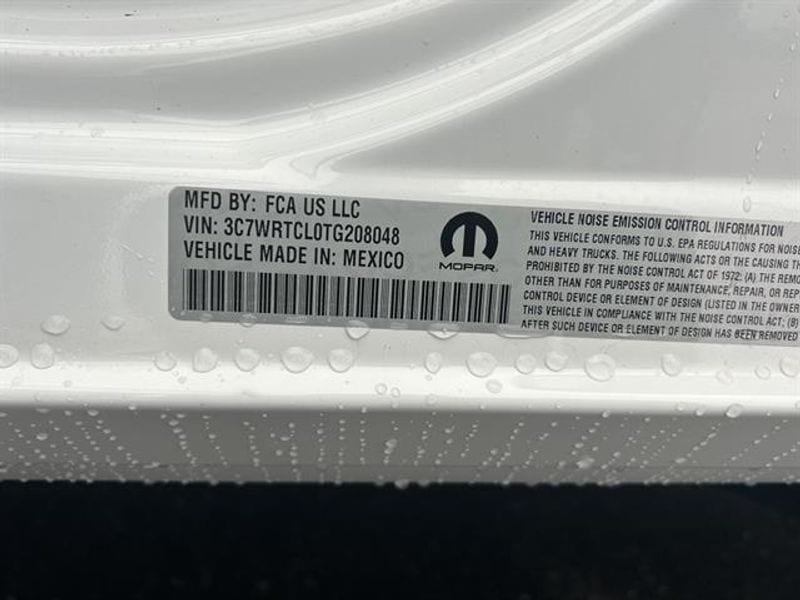 MFD BY: FCA US LLC
VIN: 3C7WRTCL0TG208048
VEHICLE MADE IN: MEXICO
MOPAR
VEHICLE NOISE EMISSION CONTROL INFORMATION
THIS VEHICLE CONFORMS TO U.S. EPA REGULATIONS FOR NOISE
AND HEAVY TRUCKS. THE FOLLOWING ACTS OR THE CAUSING TH
PROHIBITED BY THE NOISE CONTROL ACT OF 1972: (A) THE REMO
OTHER THAN FOR PURPOSES OF MAINTENANCE, REPAIR, OR REP
CONTROL DEVICE OR ELEMENT OF DESIGN (LISTED IN THE OWNER
THIS VEHICLE IN COMPLIANCE WITH THE NOISE CONTROL ACT; (B)
AFTER SUCH DEVICE OR ELEMENT OF DESIGN HAS BEEN REMOVED